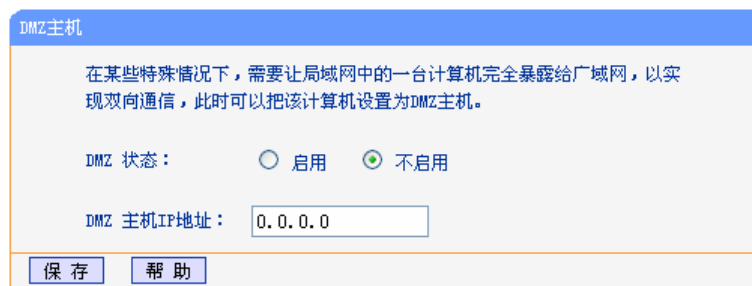 DMZ主机
在某些特殊情况下，需要让局域网中的一台计算机完全暴露给广域网，以实
现双向通信，此时可以把该计算机设置为DMZ主机。
DMZ 状态： 启用 不启用
DMZ 主机IP地址： 0.0.0.0
保 存 帮 助